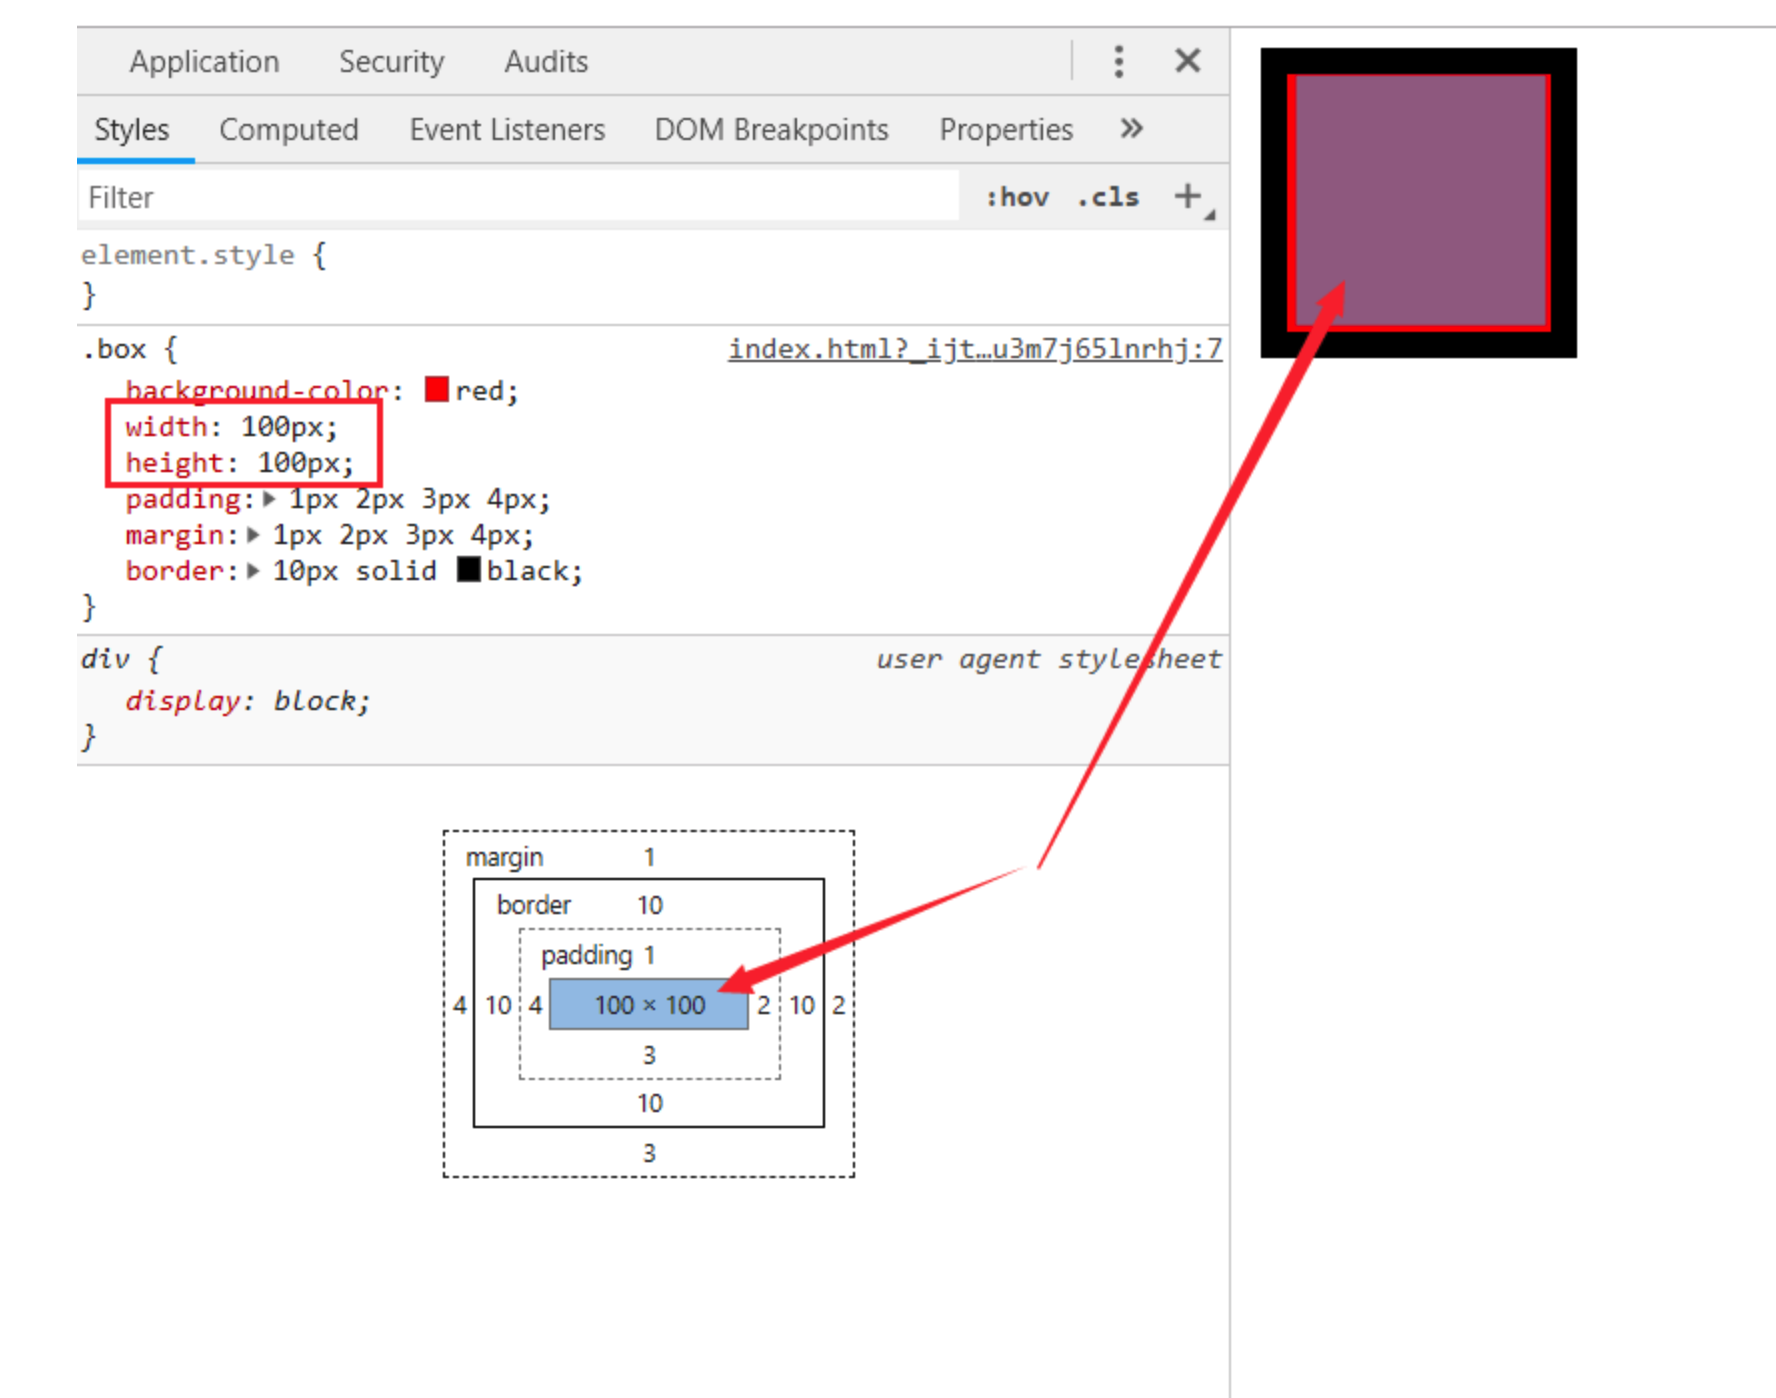 Application Security Audits
Styles Computed Event Listeners DOM Breakpoints Properties »
Filter :hov .cls +
element.style {
}
.box { index.html?_ijt…u3m7j65lnrhj:7
background-color: red;
width: 100px;
height: 100px;
padding: 1px 2px 3px 4px;
margin: 1px 2px 3px 4px;
border: 10px solid black;
}
div { user agent stylesheet
display: block;
}
margin 1
border 10
padding 1
4 10 4 100 × 100 2 10 2
3
10
3